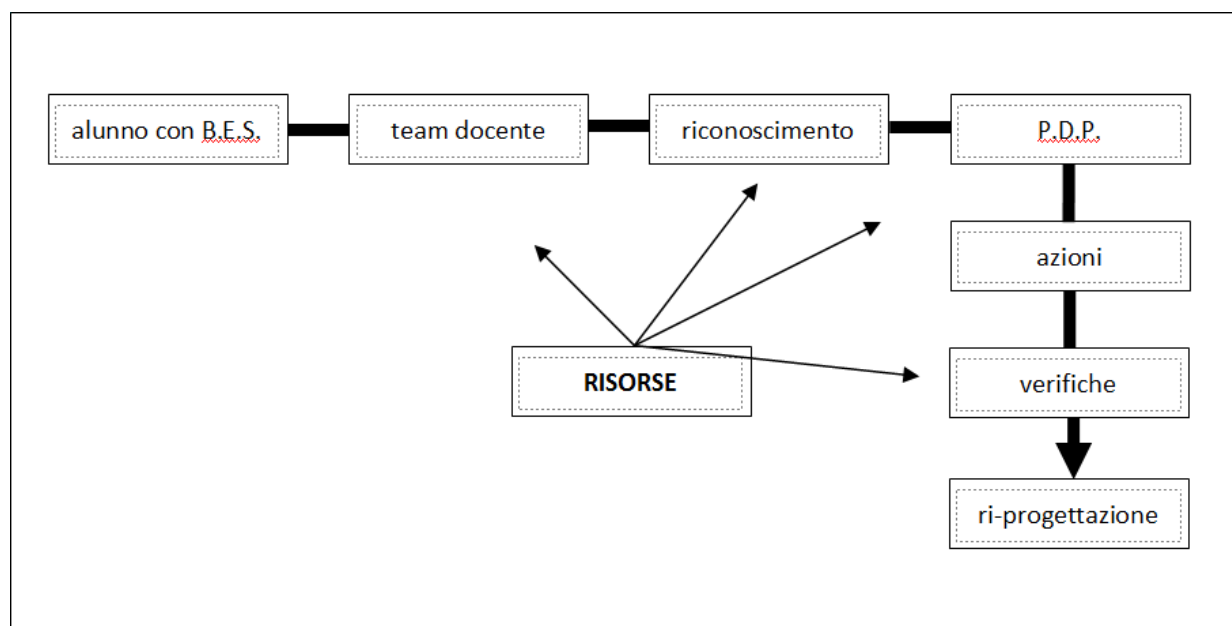 alunno con B.E.S.
team docente
riconoscimento
P.D.P.
azioni
RISORSE
verifiche
ri-progettazione